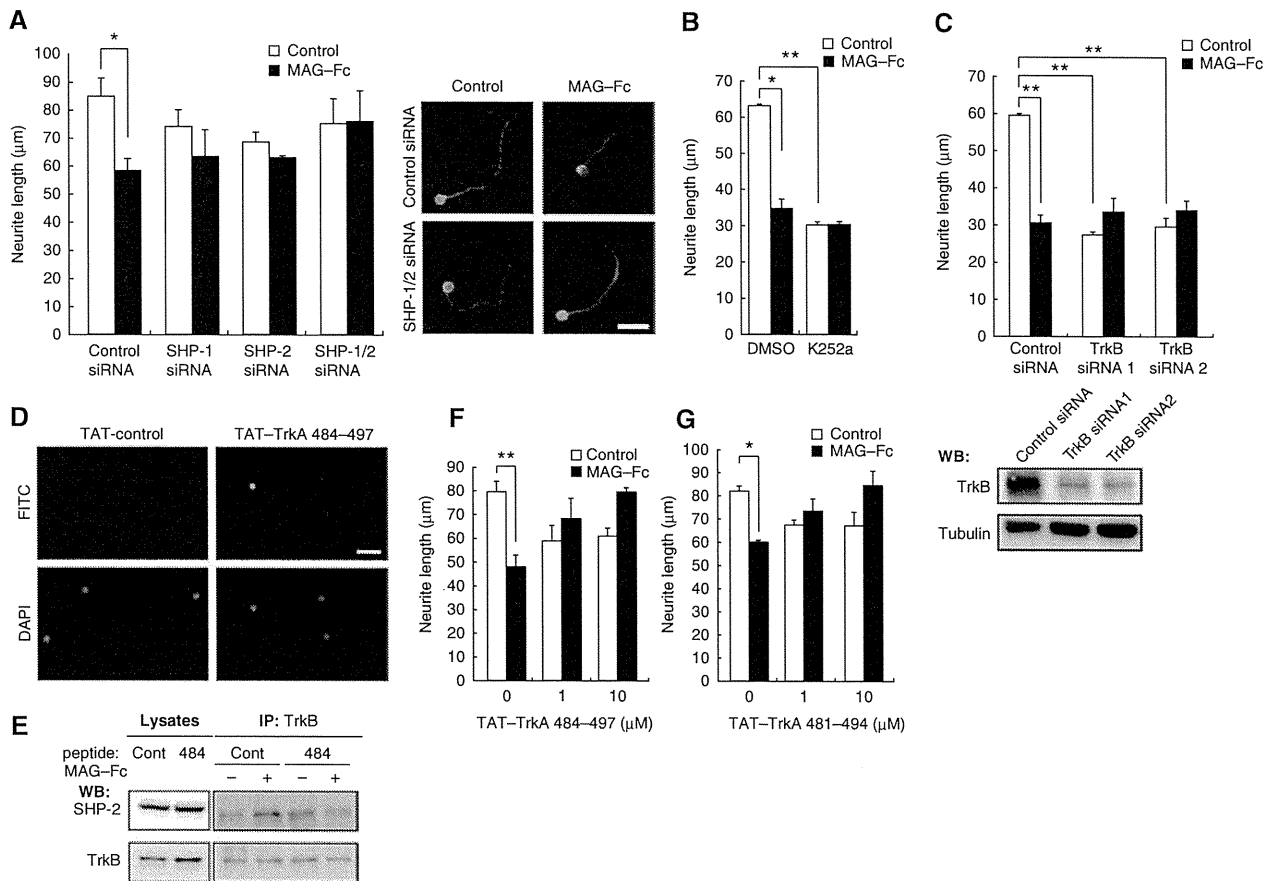 A
*
Control
MAG–Fc
100
90
80
70
60
50
40
30
20
10
0
Neurite length (μm)
Control siRNA
SHP-1 siRNA
SHP-2 siRNA
SHP-1/2 siRNA
Control
MAG–Fc
Control siRNA
SHP-1/2 siRNA
B
Control
MAG–Fc
**
*
70
60
50
40
30
20
10
0
Neurite length (μm)
DMSO
K252a
C
Control
MAG–Fc
**
**
**
70
60
50
40
30
20
10
0
Neurite length (μm)
Control siRNA
TrkB siRNA 1
TrkB siRNA 2
Control siRNA
TrkB siRNA1
TrkB siRNA2
WB:
TrkB
Tubulin
D
TAT-control
TAT–TrkA 484–497
FITC
DAPI
E
Lysates
IP: TrkB
peptide: Cont 484 Cont 484
MAG–Fc – + – +
WB:
SHP-2
TrkB
F
Control
MAG–Fc
**
90
80
70
60
50
40
30
20
10
0
Neurite length (μm)
0 1 10
TAT–TrkA 484–497 (μM)
G
Control
MAG–Fc
*
100
90
80
70
60
50
40
30
20
10
0
Neurite length (μm)
0 1 10
TAT–TrkA 481–494 (μM)